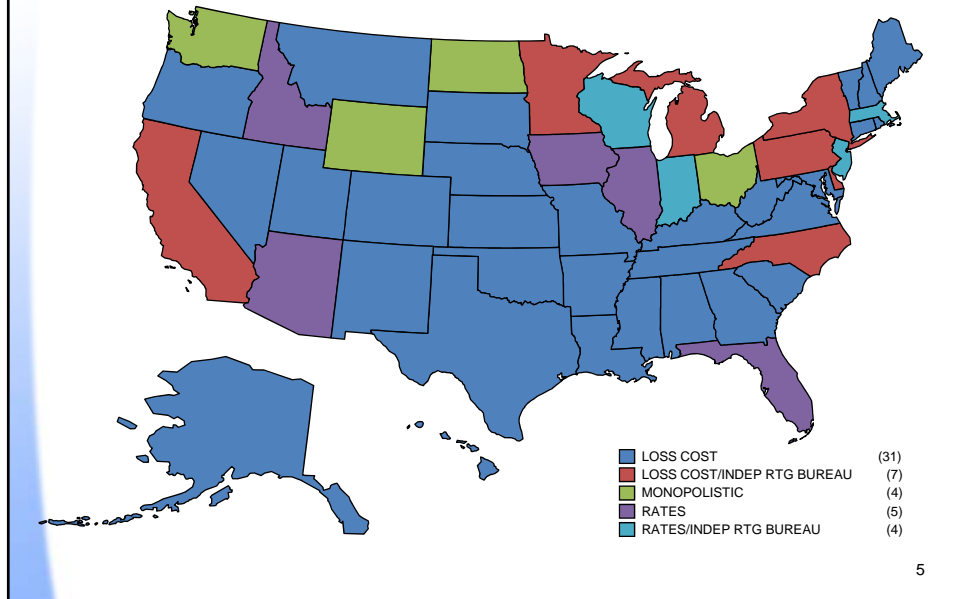 LOSS COST (31)
LOSS COST/INDEP RTG BUREAU (7)
MONOPOLISTIC (4)
RATES (5)
RATES/INDEP RTG BUREAU (4)
5